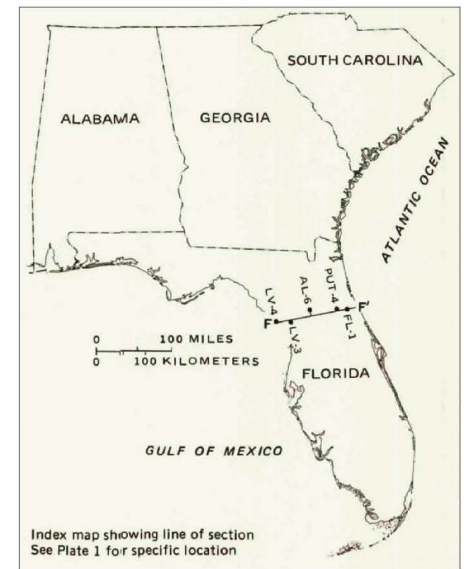 SOUTH CAROLINA
ALABAMA
GEORGIA
ATLANTIC OCEAN
LV-4
AL-6
PUT-4
F
F'
LV-3
FL-1
0 100 MILES
0 100 KILOMETERS
FLORIDA
GULF OF MEXICO
Index map showing line of section
See Plate 1 for specific location